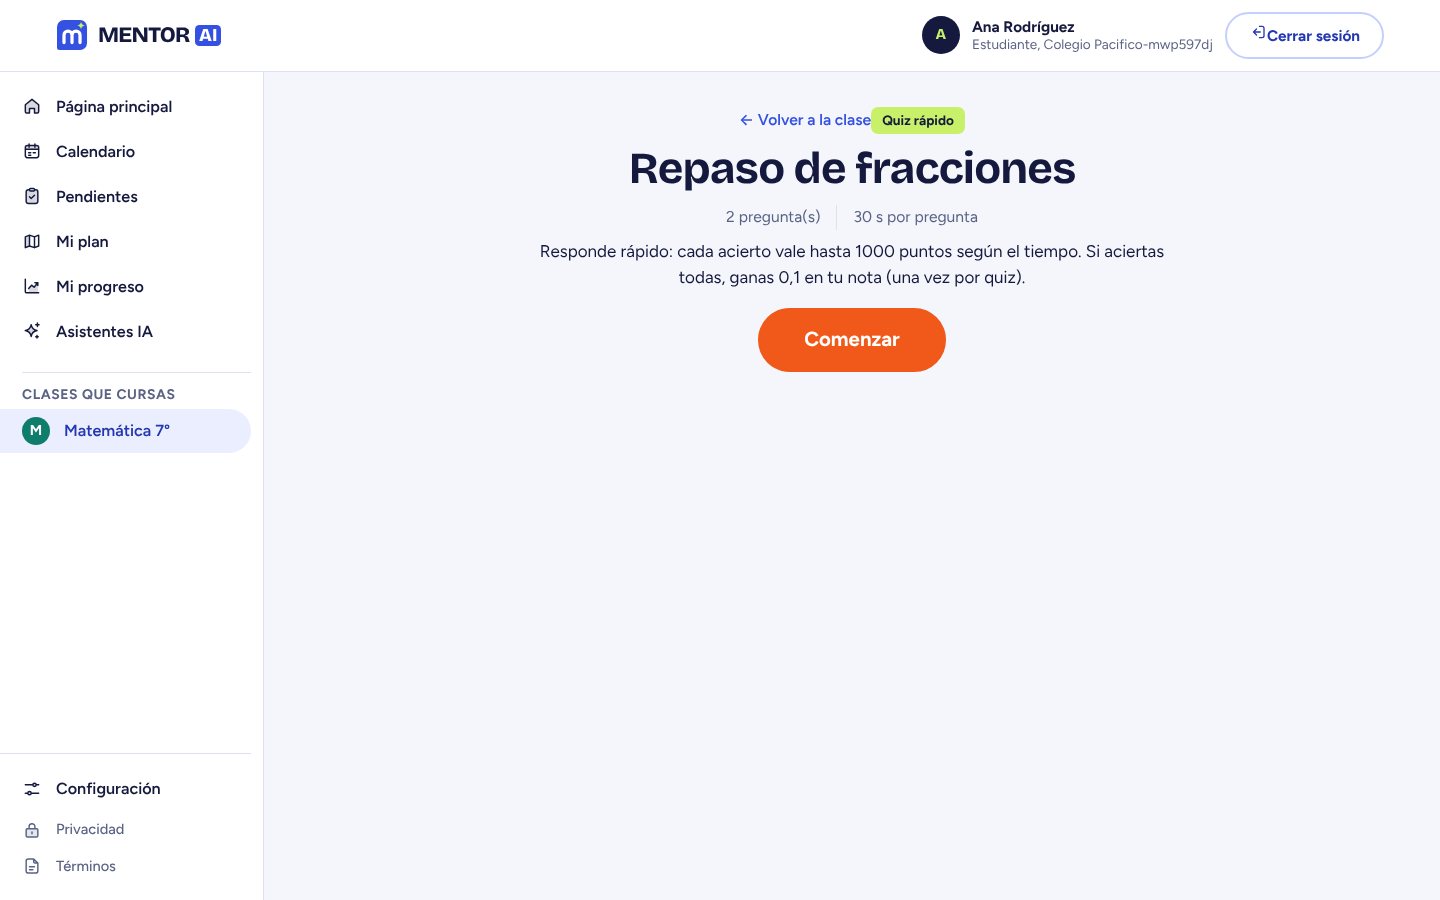 MENTOR AI
A
Ana Rodríguez
Estudiante, Colegio Pacifico-mwp597dj
Cerrar sesión
Página principal
Calendario
Pendientes
Mi plan
Mi progreso
Asistentes IA
CLASES QUE CURSAS
M Matemática 7°
Configuración
Privacidad
Términos
← Volver a la clase Quiz rápido
Repaso de fracciones
2 pregunta(s) 30 s por pregunta
Responde rápido: cada acierto vale hasta 1000 puntos según el tiempo. Si aciertas
todas, ganas 0,1 en tu nota (una vez por quiz).
Comenzar